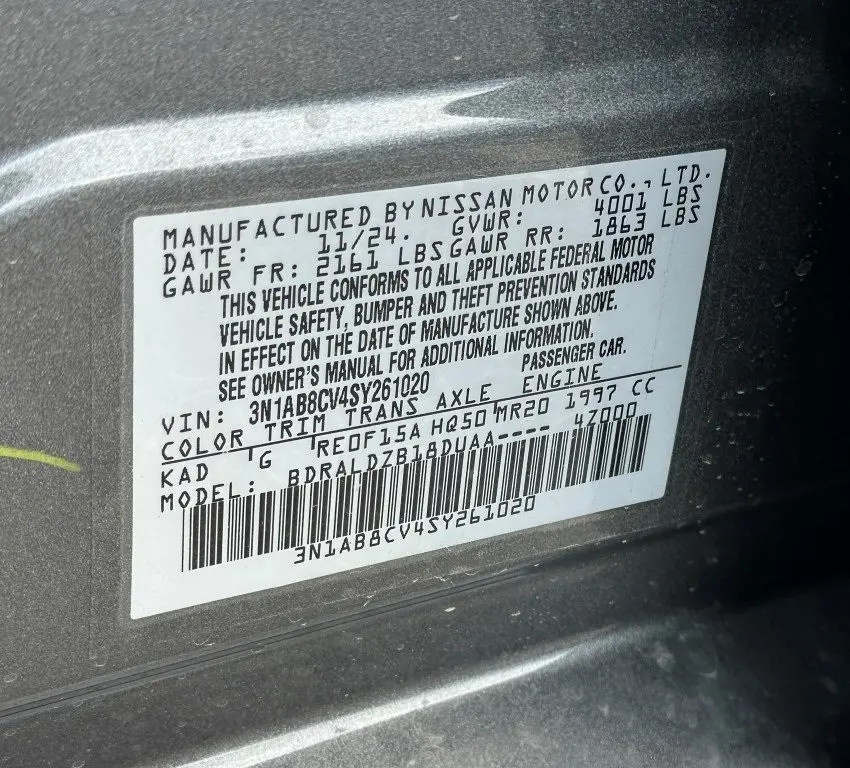 MANUFACTURED BY NISSAN MOTOR CO., LTD.
DATE: 11/24. GVWR: 4001 LBS
GAWR FR: 2161 LBS GAWR RR: 1863 LBS
THIS VEHICLE CONFORMS TO ALL APPLICABLE FEDERAL MOTOR
VEHICLE SAFETY, BUMPER AND THEFT PREVENTION STANDARDS
IN EFFECT ON THE DATE OF MANUFACTURE SHOWN ABOVE.
SEE OWNER'S MANUAL FOR ADDITIONAL INFORMATION.
VIN: 3N1AB8CV4SY261020 PASSENGER CAR.
COLOR TRIM TRANS AXLE ENGINE
KAD G RE0F15A HQ50 MR20 1997 CC
MODEL: BDRALDZB18DUAA---- 4Z000
3N1AB8CV4SY261020